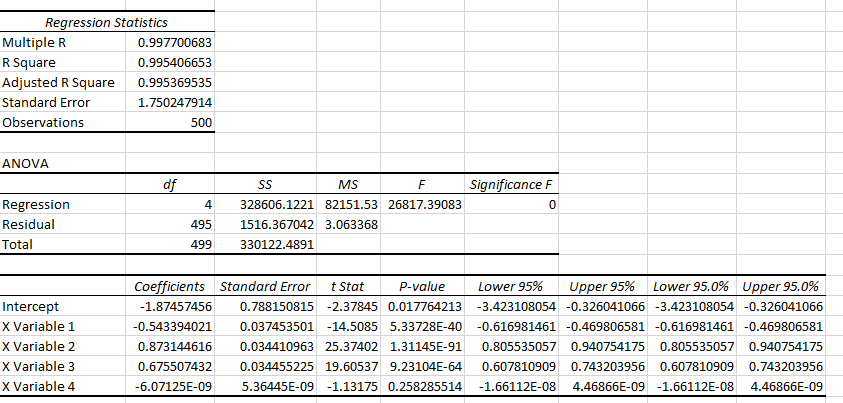 Regression Statistics
Multiple R 0.997700683
R Square 0.995406653
Adjusted R Square 0.995369535
Standard Error 1.750247914
Observations 500
ANOVA
df SS MS F Significance F
Regression 4 328606.1221 82151.53 26817.39083 0
Residual 495 1516.367042 3.063368
Total 499 330122.4891
Coefficients Standard Error t Stat P-value Lower 95% Upper 95% Lower 95.0% Upper 95.0%
Intercept -1.87457456 0.788150815 -2.37845 0.017764213 -3.423108054 -0.326041066 -3.423108054 -0.326041066
X Variable 1 -0.543394021 0.037453501 -14.5085 5.33728E-40 -0.616981461 -0.469806581 -0.616981461 -0.469806581
X Variable 2 0.873144616 0.034410963 25.37402 1.31145E-91 0.805535057 0.940754175 0.805535057 0.940754175
X Variable 3 0.675507432 0.034455225 19.60537 9.23104E-64 0.607810909 0.743203956 0.607810909 0.743203956
X Variable 4 -6.07125E-09 5.36445E-09 -1.13175 0.258285514 -1.66112E-08 4.46866E-09 -1.66112E-08 4.46866E-09